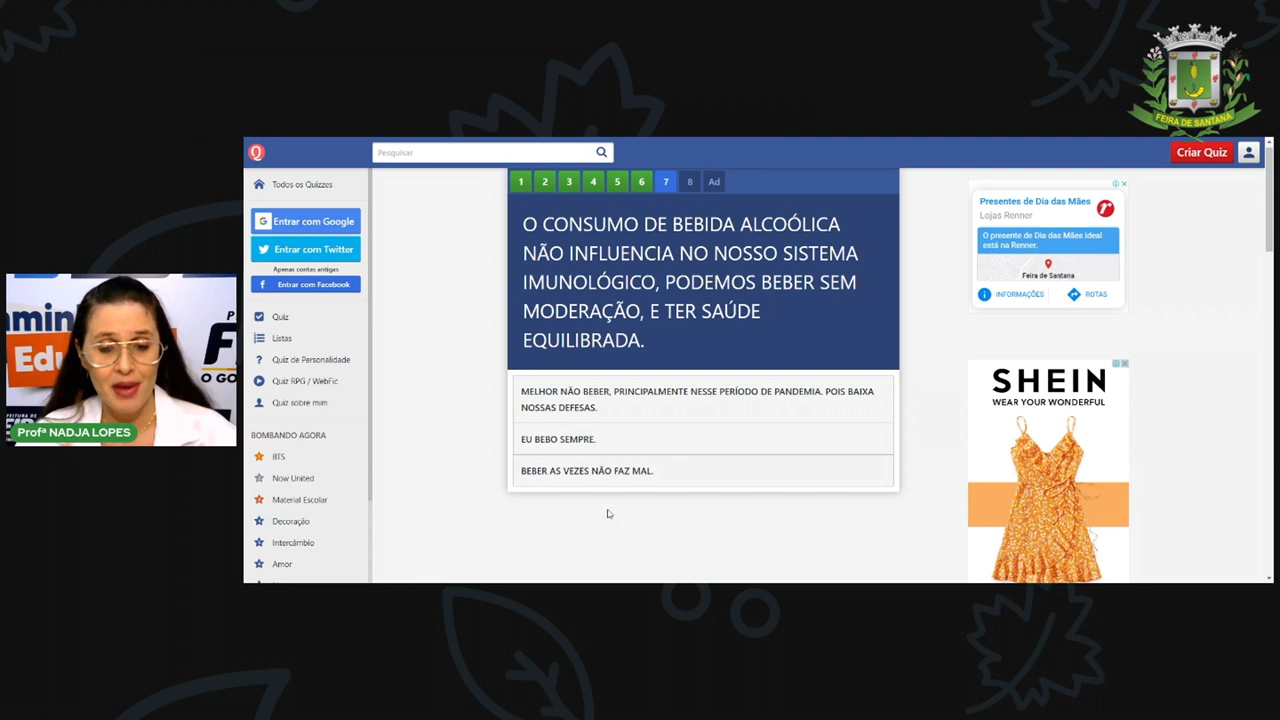 FEIRA DE SANTANA
Pesquisar
Criar Quiz
Todos os Quizzes
Entrar com Google
Entrar com Twitter
Apenas contas antigas
Entrar com Facebook
Quiz
Listas
Quiz de Personalidade
Quiz RPG / WebFic
Quiz sobre mim
BOMBANDO AGORA
BTS
Now United
Material Escolar
Decoração
Intercâmbio
Amor
1 2 3 4 5 6 7 8 Ad
O CONSUMO DE BEBIDA ALCOÓLICA
NÃO INFLUENCIA NO NOSSO SISTEMA
IMUNOLÓGICO, PODEMOS BEBER SEM
MODERAÇÃO, E TER SAÚDE
EQUILIBRADA.
MELHOR NÃO BEBER, PRINCIPALMENTE NESSE PERÍODO DE PANDEMIA. POIS BAIXA
NOSSAS DEFESAS.
EU BEBO SEMPRE.
BEBER AS VEZES NÃO FAZ MAL.
Presentes de Dia das Mães
Lojas Renner
O presente de Dia das Mães ideal
está na Renner.
Feira de Santana
INFORMAÇÕES
ROTAS
SHEIN
WEAR YOUR WONDERFUL
Edu
O GO
Profª NADJA LOPES